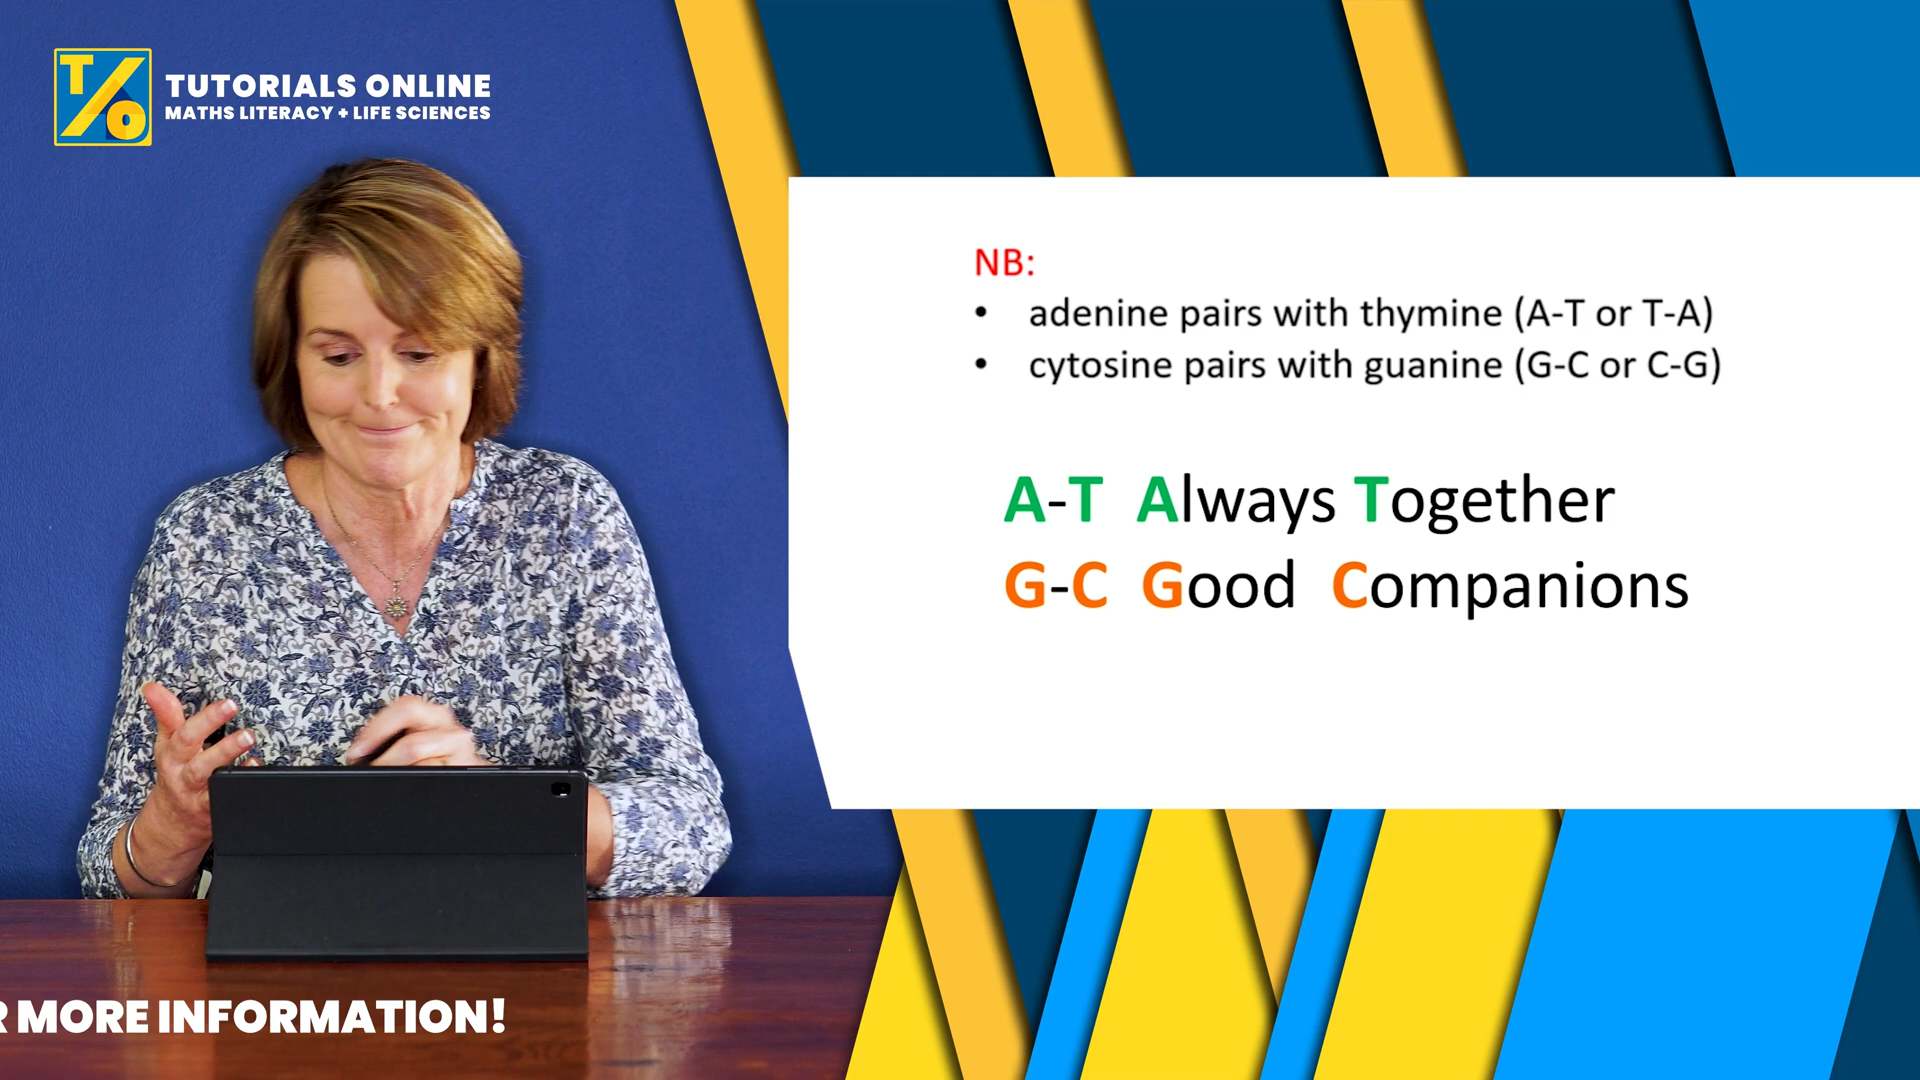 T/O
TUTORIALS ONLINE
MATHS LITERACY + LIFE SCIENCES
NB:
• adenine pairs with thymine (A-T or T-A)
• cytosine pairs with guanine (G-C or C-G)
A-T Always Together
G-C Good Companions
R MORE INFORMATION!